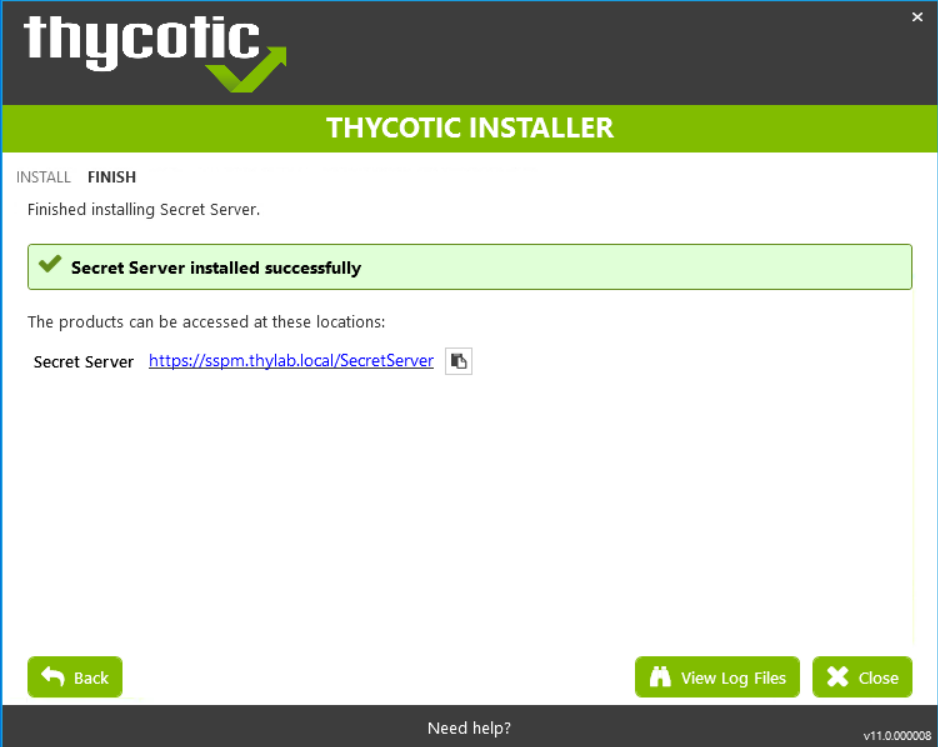 thycotic
THYCOTIC INSTALLER
INSTALL FINISH
Finished installing Secret Server.
Secret Server installed successfully
The products can be accessed at these locations:
Secret Server https://sspm.thylab.local/SecretServer
Back View Log Files Close
Need help?
v11.0.000008